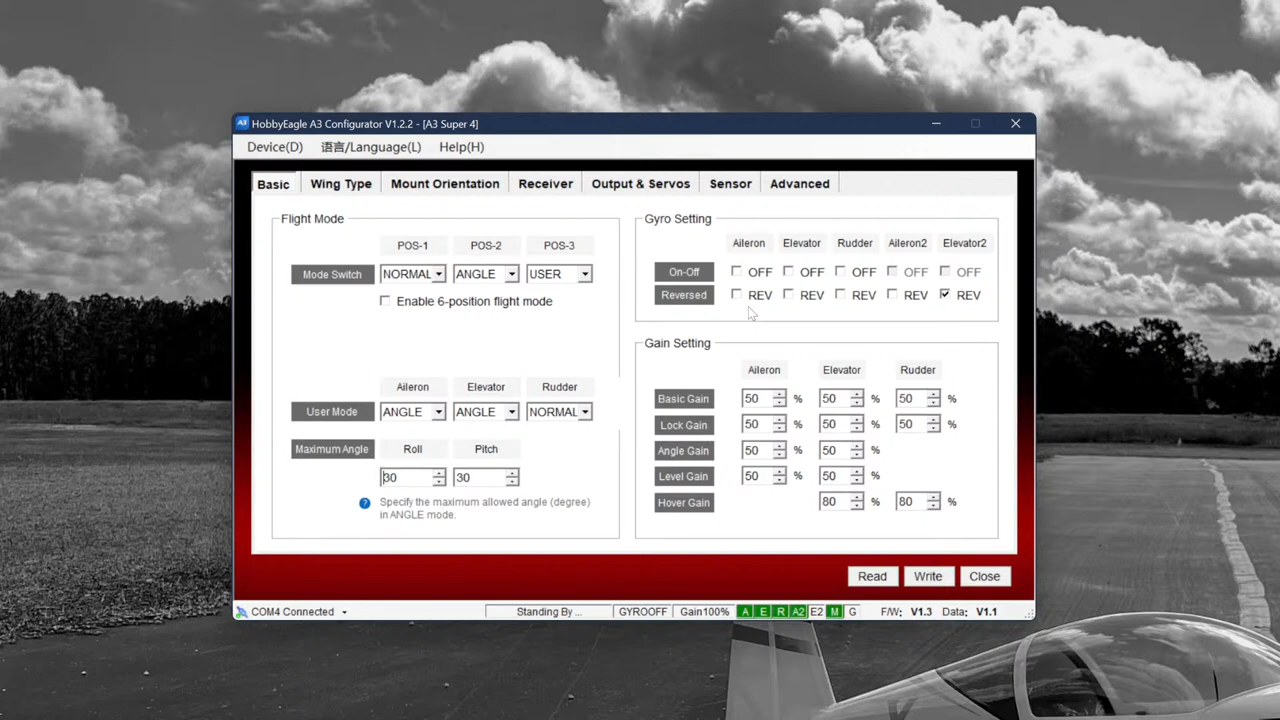 A3 HobbyEagle A3 Configurator V1.2.2 - [A3 Super 4]
Device(D) 语言/Language(L) Help(H)
Basic Wing Type Mount Orientation Receiver Output & Servos Sensor Advanced
Flight Mode
POS-1 POS-2 POS-3
Mode Switch NORMAL ANGLE USER
Enable 6-position flight mode
Aileron Elevator Rudder
User Mode ANGLE ANGLE NORMAL
Maximum Angle Roll Pitch
30 30
? Specify the maximum allowed angle (degree)
in ANGLE mode.
Gyro Setting
Aileron Elevator Rudder Aileron2 Elevator2
On-Off OFF OFF OFF OFF OFF
Reversed REV REV REV REV REV
Gain Setting
Aileron Elevator Rudder
Basic Gain 50 % 50 % 50 %
Lock Gain 50 % 50 % 50 %
Angle Gain 50 % 50 %
Level Gain 50 % 50 %
Hover Gain 80 % 80 %
Read Write Close
COM4 Connected Standing By ... GYROOFF Gain100% A E R A2 E2 M G F/W: V1.3 Data: V1.1